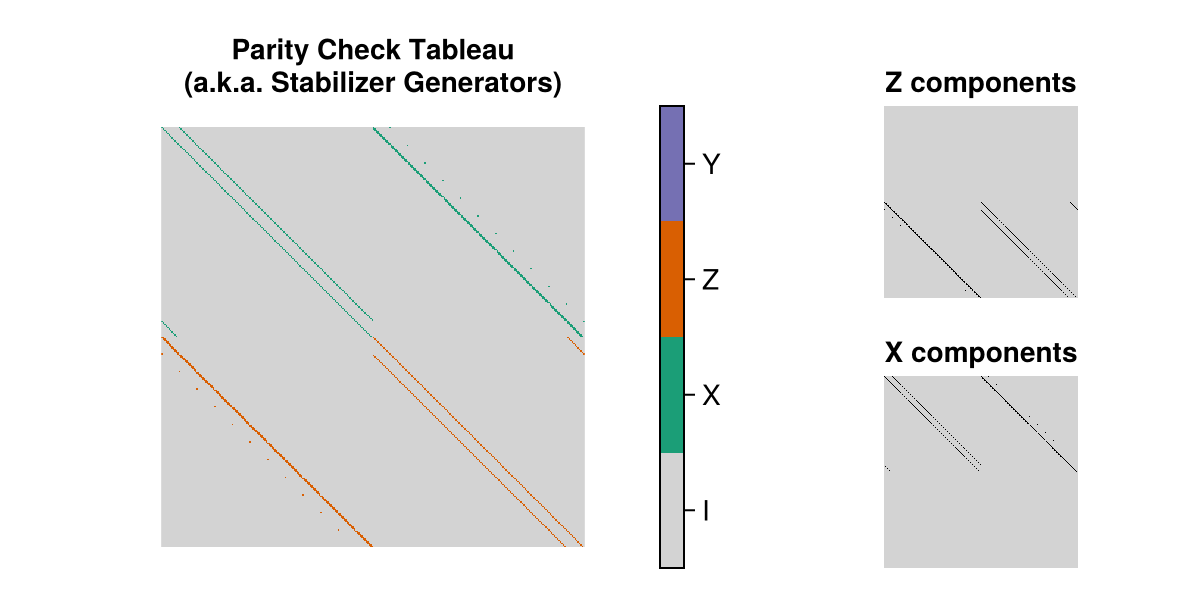 Parity Check Tableau
(a.k.a. Stabilizer Generators)
Y
Z
X
I
Z components
X components